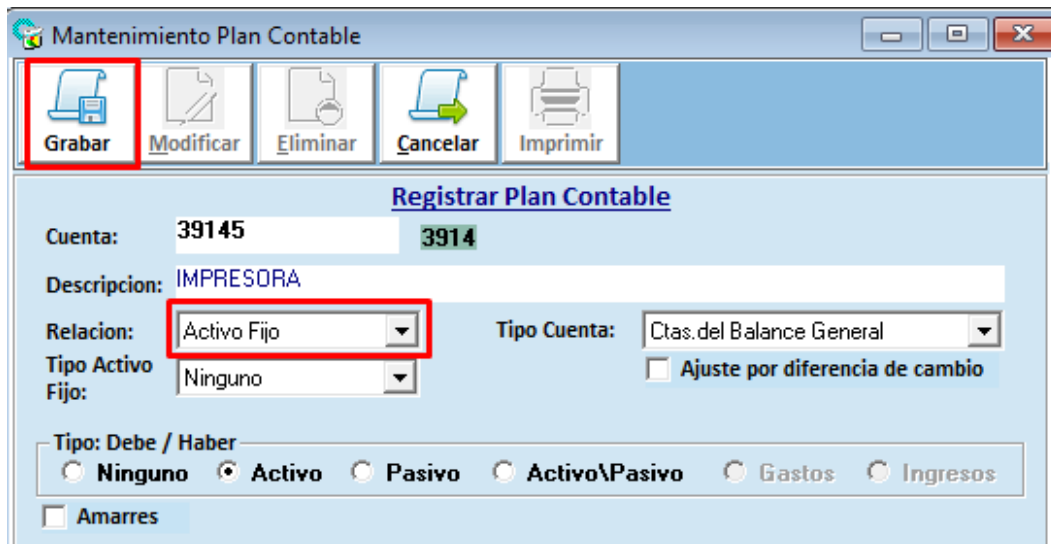 Mantenimiento Plan Contable
Grabar Modificar Eliminar Cancelar Imprimir
Registrar Plan Contable
Cuenta: 39145 3914
Descripcion: IMPRESORA
Relacion: Activo Fijo Tipo Cuenta: Ctas.del Balance General
Tipo Activo Fijo: Ninguno Ajuste por diferencia de cambio
Tipo: Debe / Haber
Ninguno Activo Pasivo Activo\Pasivo Gastos Ingresos
Amarres